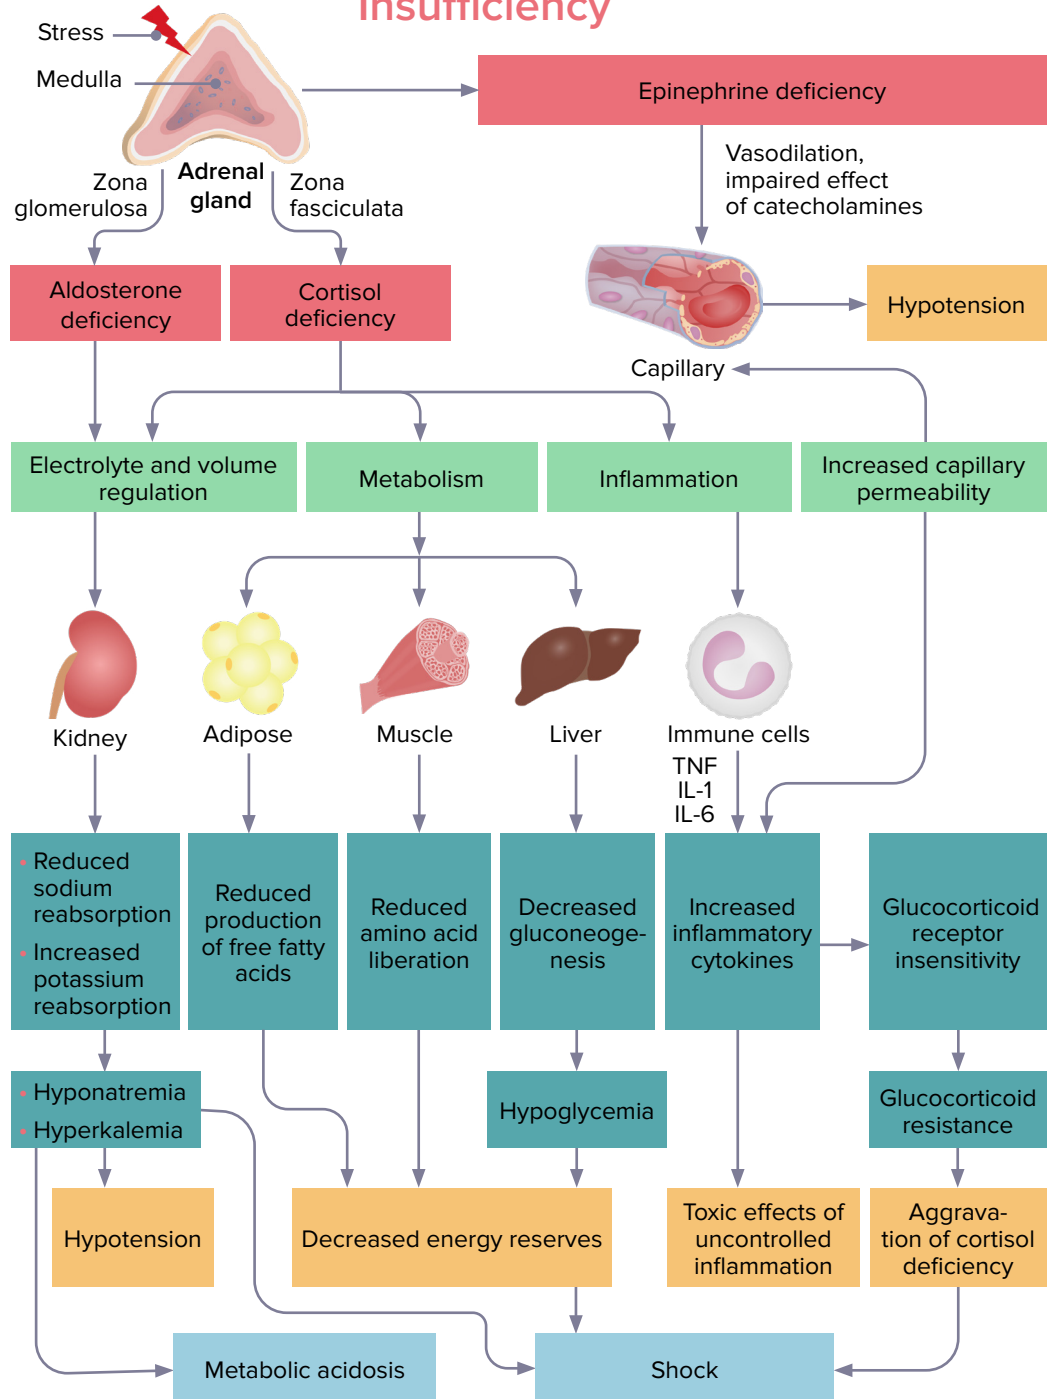 Insufficiency
Stress
Medulla
Epinephrine deficiency
Adrenal
gland
Zona
glomerulosa
Zona
fasciculata
Vasodilation,
impaired effect
of catecholamines
Aldosterone
deficiency
Cortisol
deficiency
Hypotension
Capillary
Electrolyte and volume
regulation
Metabolism
Inflammation
Increased capillary
permeability
Kidney
Adipose
Muscle
Liver
Immune cells
TNF
IL-1
IL-6
• Reduced
sodium
reabsorption
• Increased
potassium
reabsorption
Reduced
production
of free fatty
acids
Reduced
amino acid
liberation
Decreased
gluconeoge-
nesis
Increased
inflammatory
cytokines
Glucocorticoid
receptor
insensitivity
• Hyponatremia
• Hyperkalemia
Hypoglycemia
Glucocorticoid
resistance
Hypotension
Decreased energy reserves
Toxic effects of
uncontrolled
inflammation
Aggrava-
tion of cortisol
deficiency
Metabolic acidosis
Shock